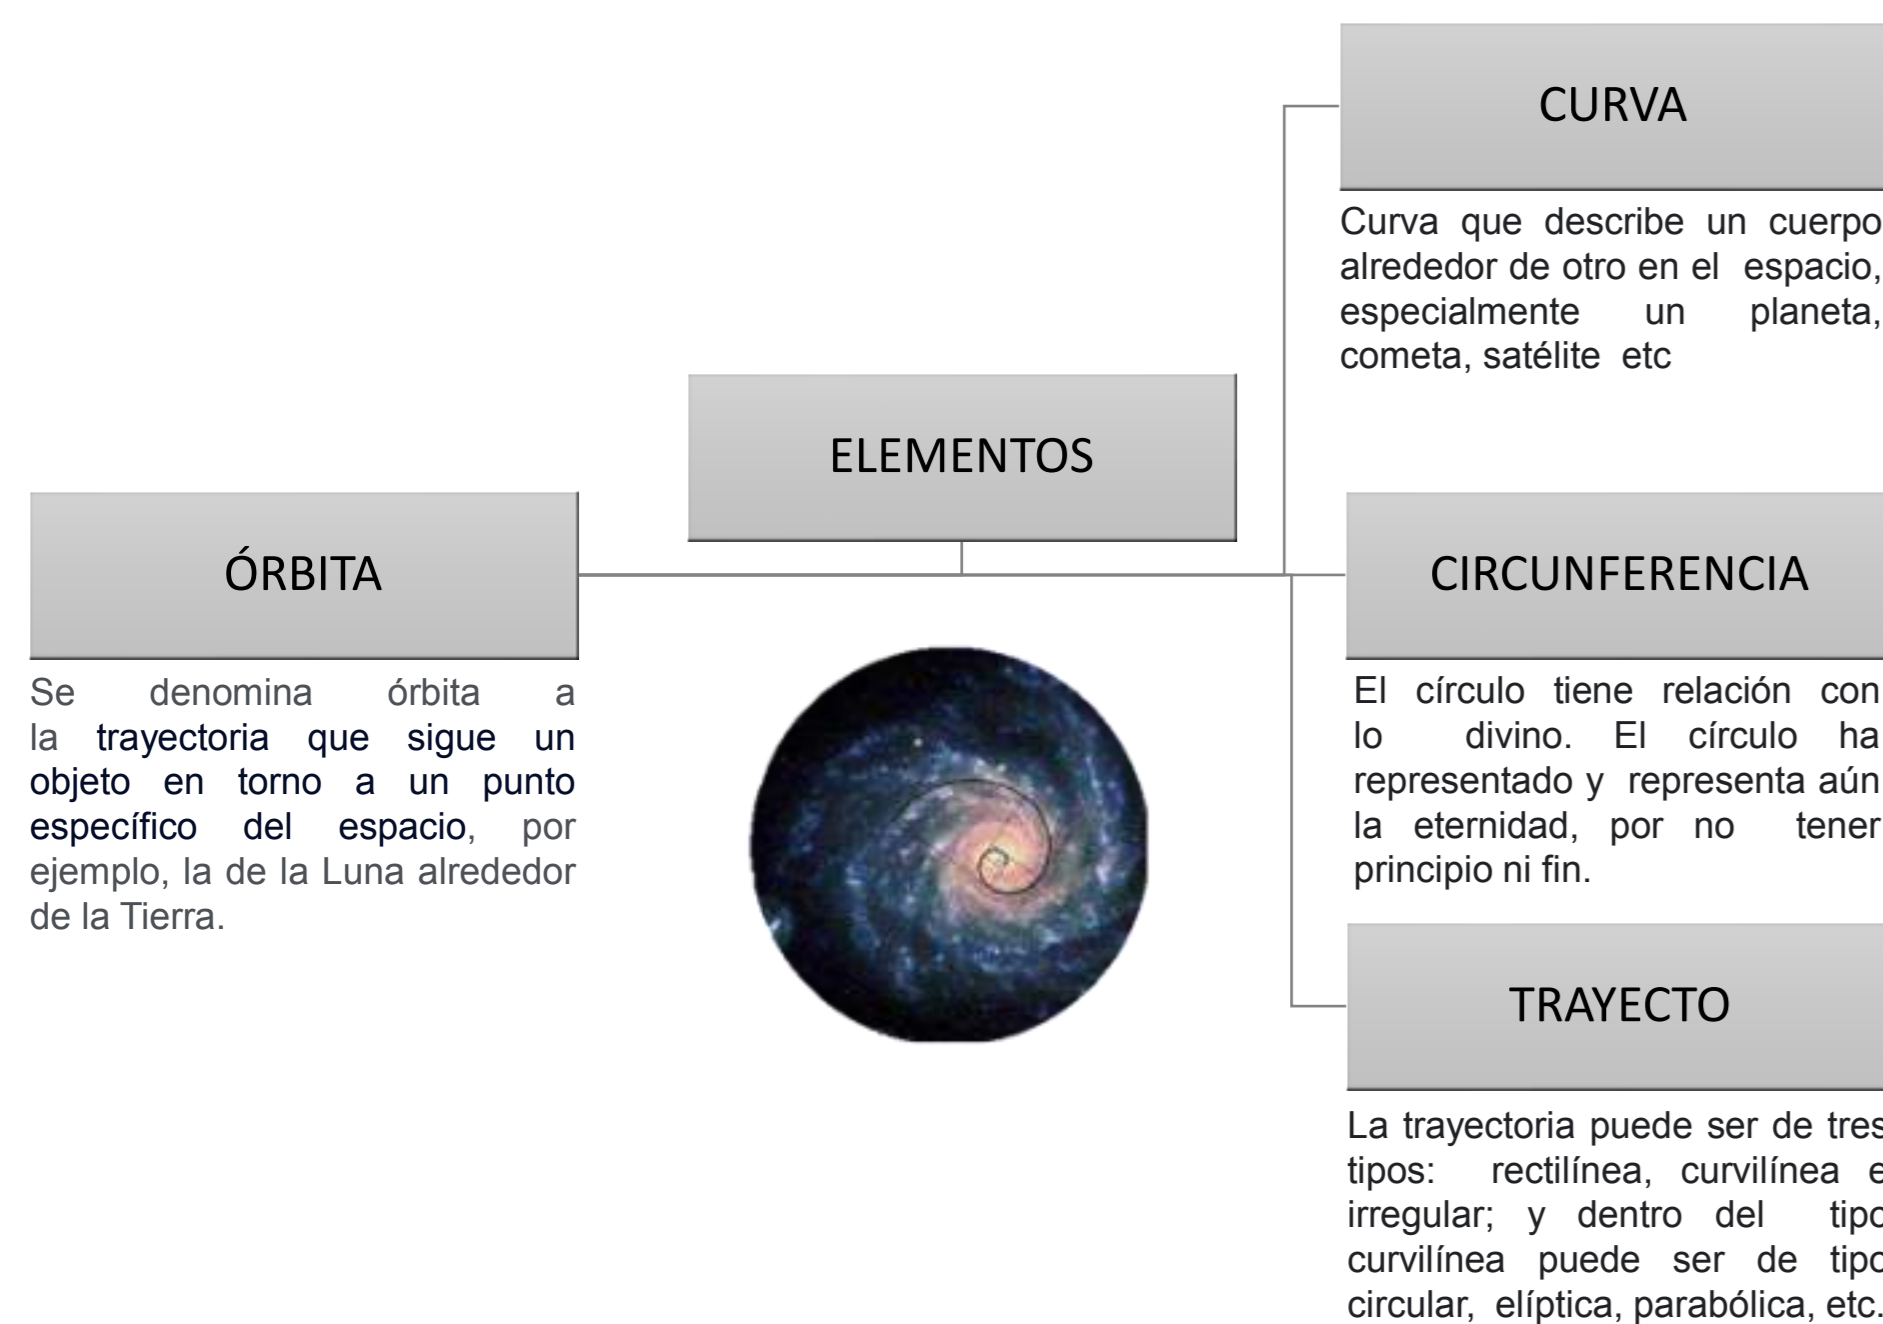 CURVA
Curva que describe un cuerpo
alrededor de otro en el espacio,
especialmente un planeta,
cometa, satélite etc
ELEMENTOS
ÓRBITA
Se denomina órbita a
la trayectoria que sigue un
objeto en torno a un punto
específico del espacio, por
ejemplo, la de la Luna alrededor
de la Tierra.
CIRCUNFERENCIA
El círculo tiene relación con
lo divino. El círculo ha
representado y representa aún
la eternidad, por no tener
principio ni fin.
TRAYECTO
La trayectoria puede ser de tres
tipos: rectilínea, curvilínea e
irregular; y dentro del tipo
curvilínea puede ser de tipo
circular, elíptica, parabólica, etc.